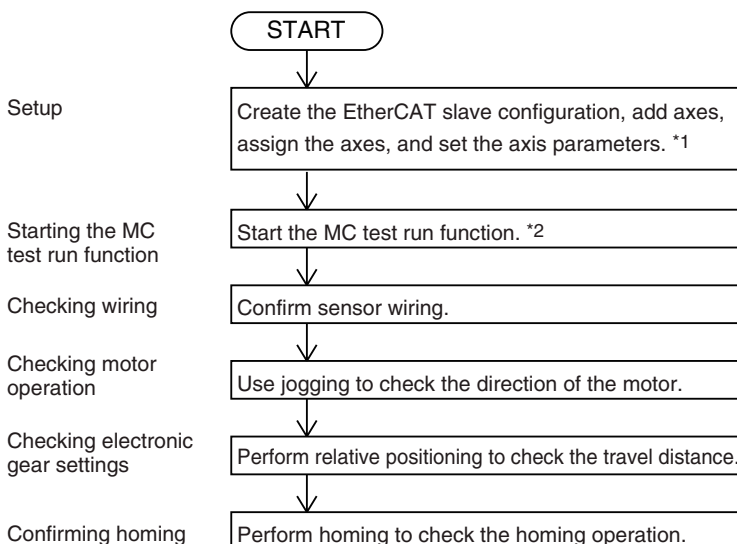 START
Setup
Create the EtherCAT slave configuration, add axes,
assign the axes, and set the axis parameters. *1
Starting the MC
test run function
Start the MC test run function. *2
Checking wiring
Confirm sensor wiring.
Checking motor
operation
Use jogging to check the direction of the motor.
Checking electronic
gear settings
Perform relative positioning to check the travel distance.
Confirming homing
Perform homing to check the homing operation.